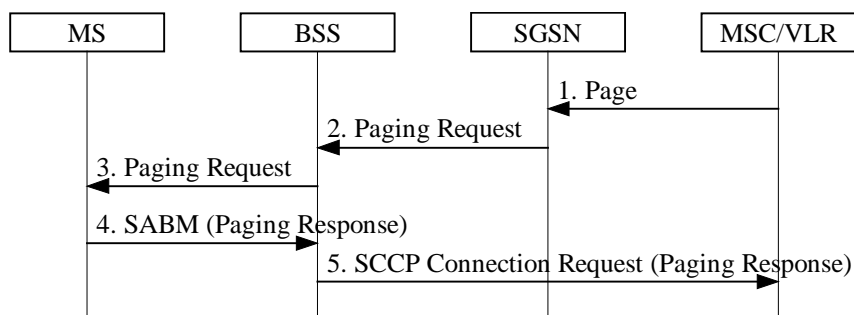 MS BSS SGSN MSC/VLR
1. Page
2. Paging Request
3. Paging Request
4. SABM (Paging Response)
5. SCCP Connection Request (Paging Response)